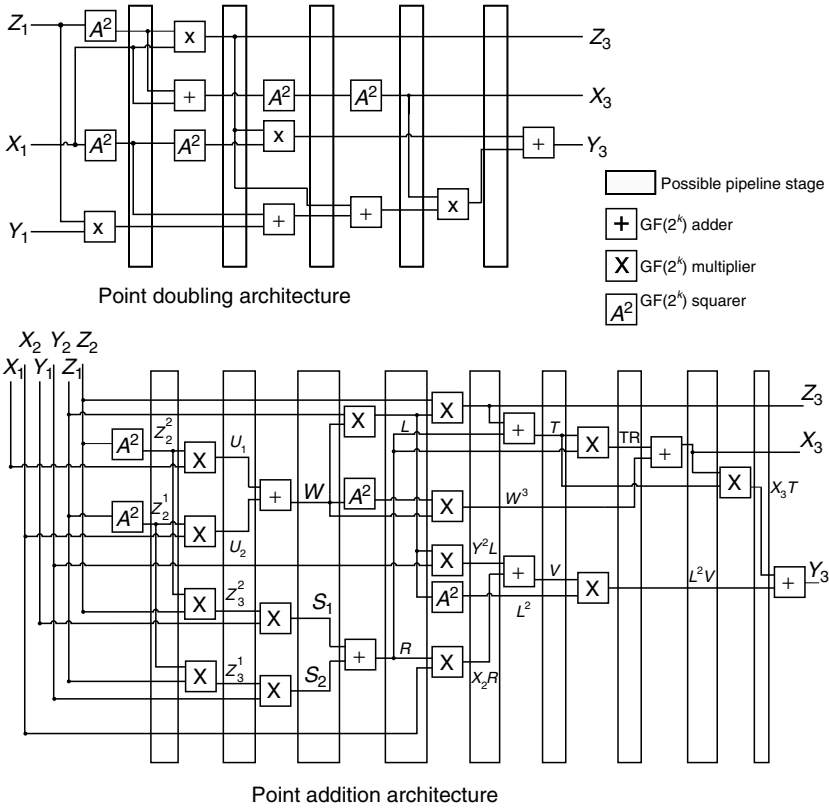 Z₁ A² x Z₃
+ A² A² X₃
X₁ A² A² x + Y₃
Possible pipeline stage
Y₁ x + + x
+ GF(2ᵏ) adder
X GF(2ᵏ) multiplier
A² GF(2ᵏ) squarer
Point doubling architecture
X₂ Y₂ Z₂
X₁ Y₁ Z₁
X Z₃
X L + T X TR + X₃
A² Z₂² X U₁
+ W A² X W³ X X₃T
A² Z₂¹ X U₂
X Y²L + V X L²V + Y₃
A² L²
X Z₃² X S₁
+ R X X₂R
X Z₃¹ X S₂
Point addition architecture